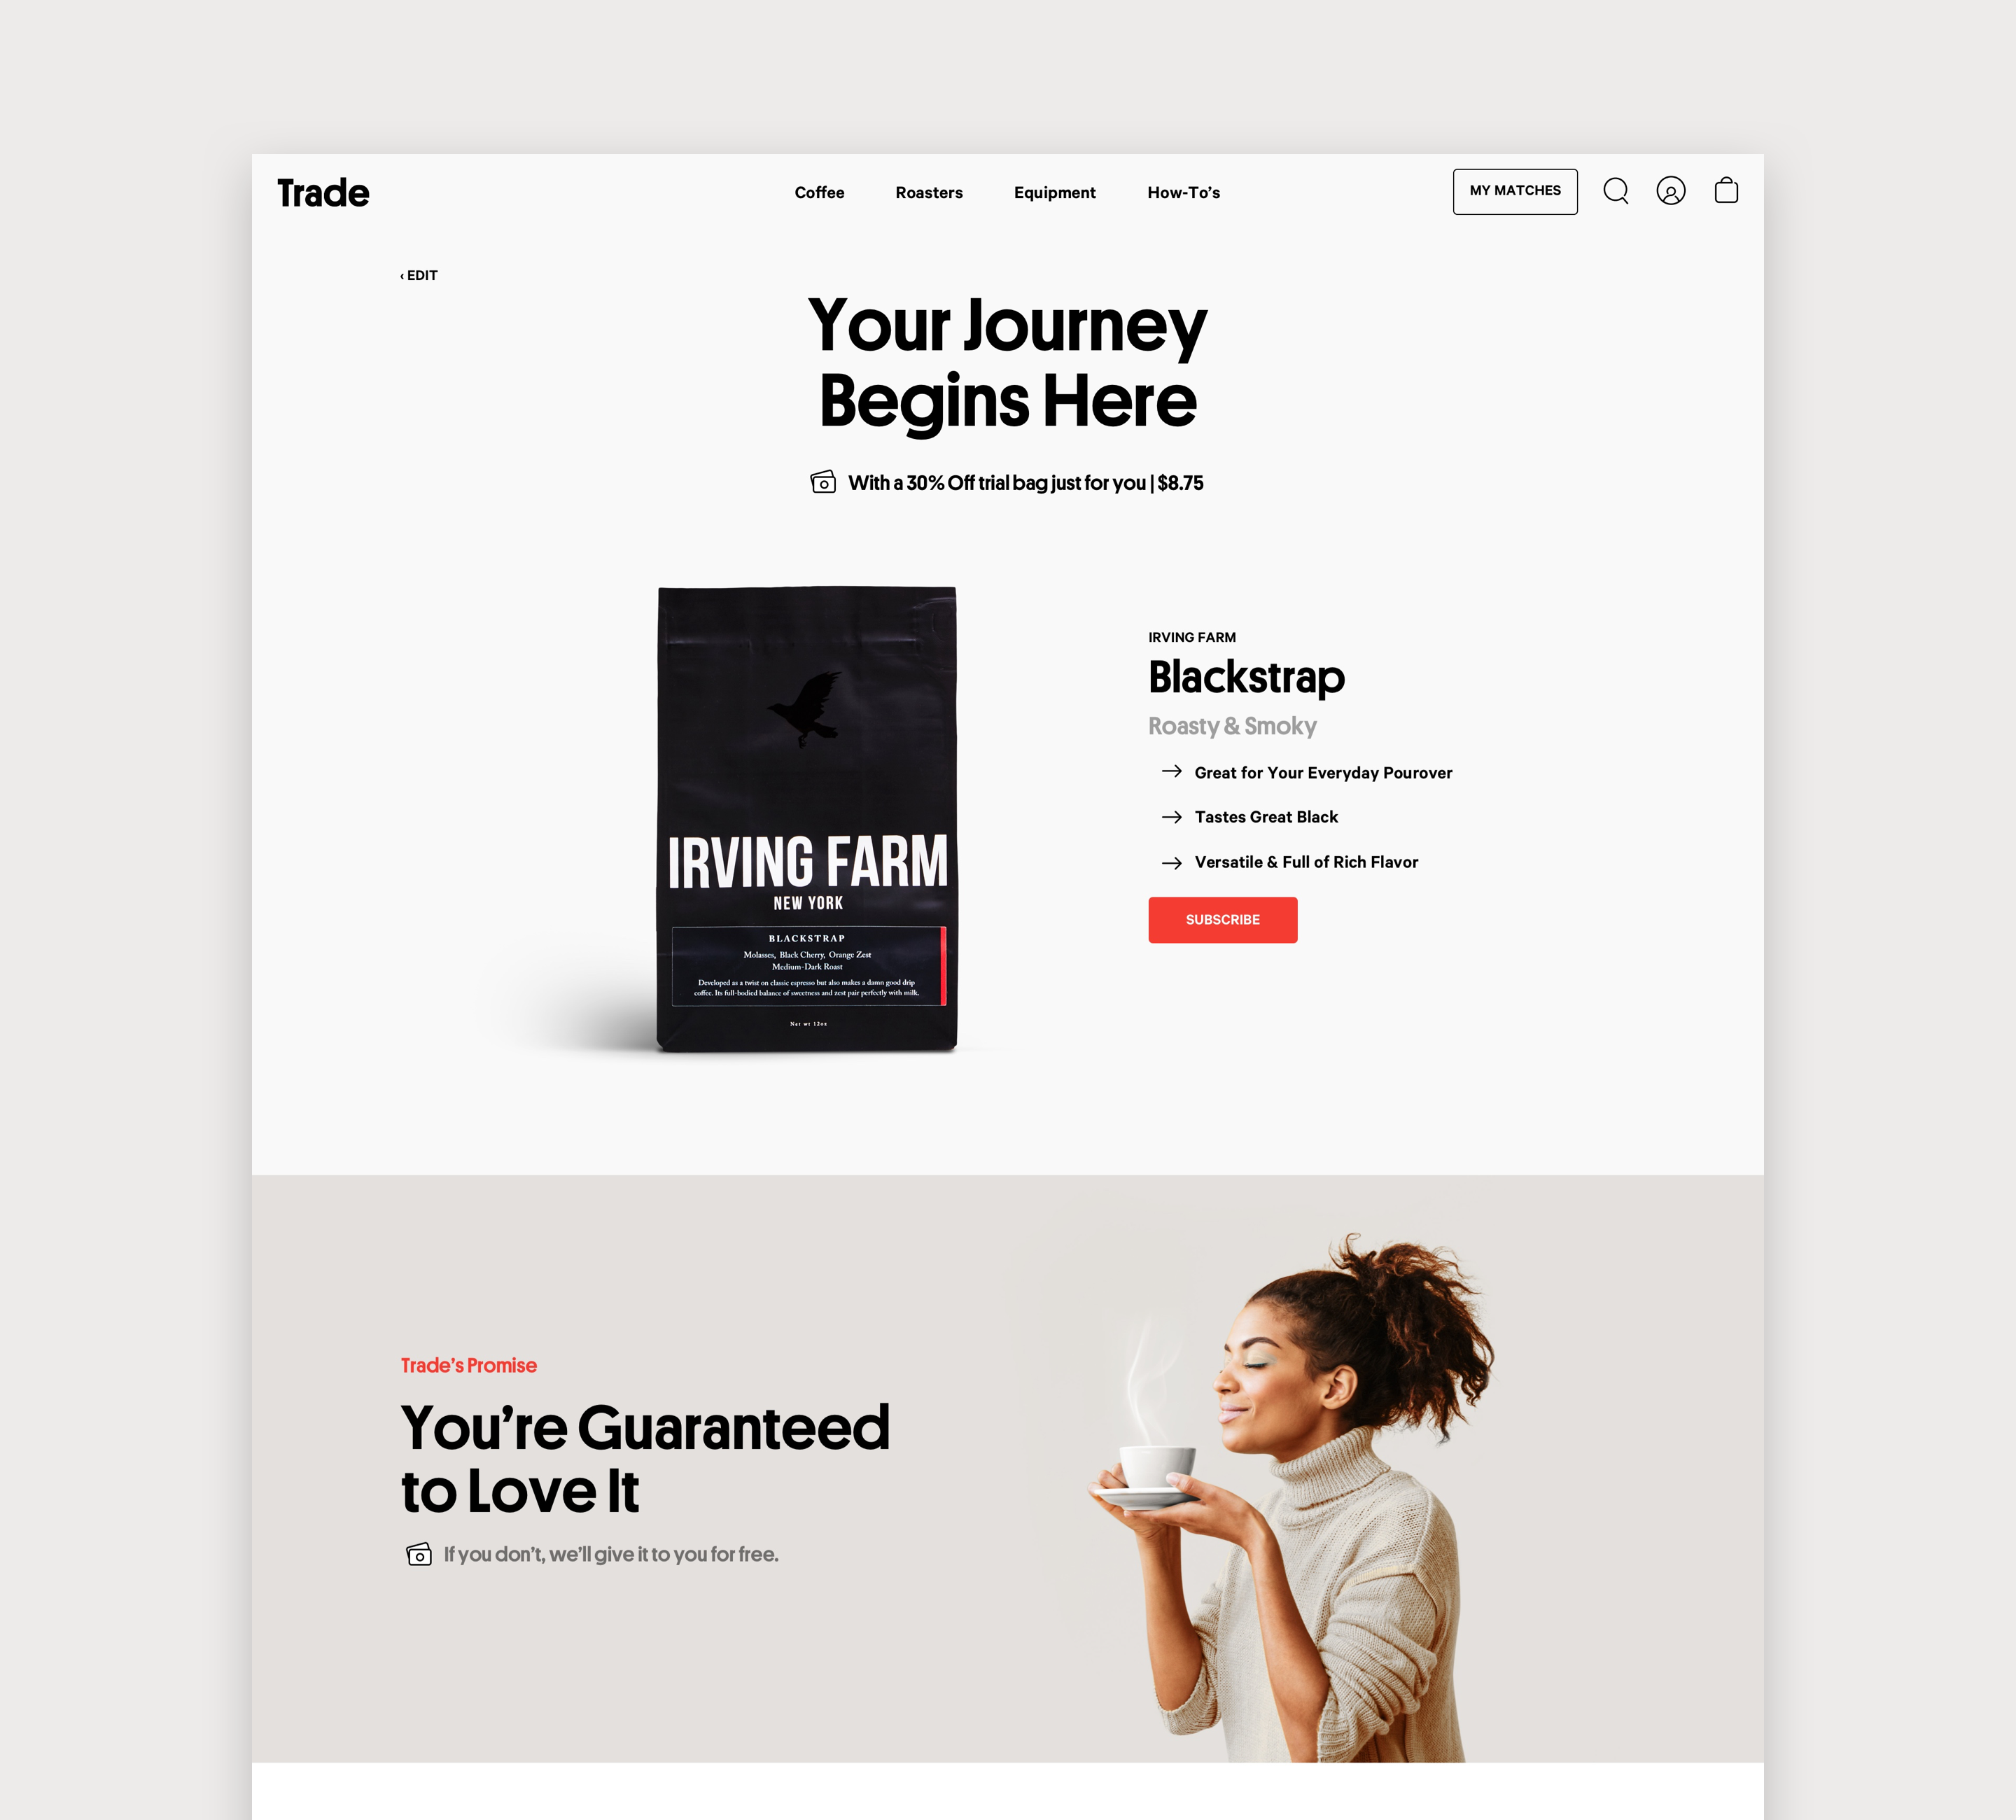 Trade
Coffee
Roasters
Equipment
How-To's
MY MATCHES
‹ EDIT
Your Journey
Begins Here
With a 30% Off trial bag just for you | $8.75
IRVING FARM
NEW YORK
BLACKSTRAP
Molasses, Black Cherry, Orange Zest
Medium-Dark Roast
Developed as a twist on classic espresso but also makes a damn good drip
coffee. Its full-bodied balance of sweetness and zest pair perfectly with milk.
Net wt 12oz
IRVING FARM
Blackstrap
Roasty & Smoky
Great for Your Everyday Pourover
Tastes Great Black
Versatile & Full of Rich Flavor
SUBSCRIBE
Trade's Promise
You're Guaranteed
to Love It
If you don't, we'll give it to you for free.